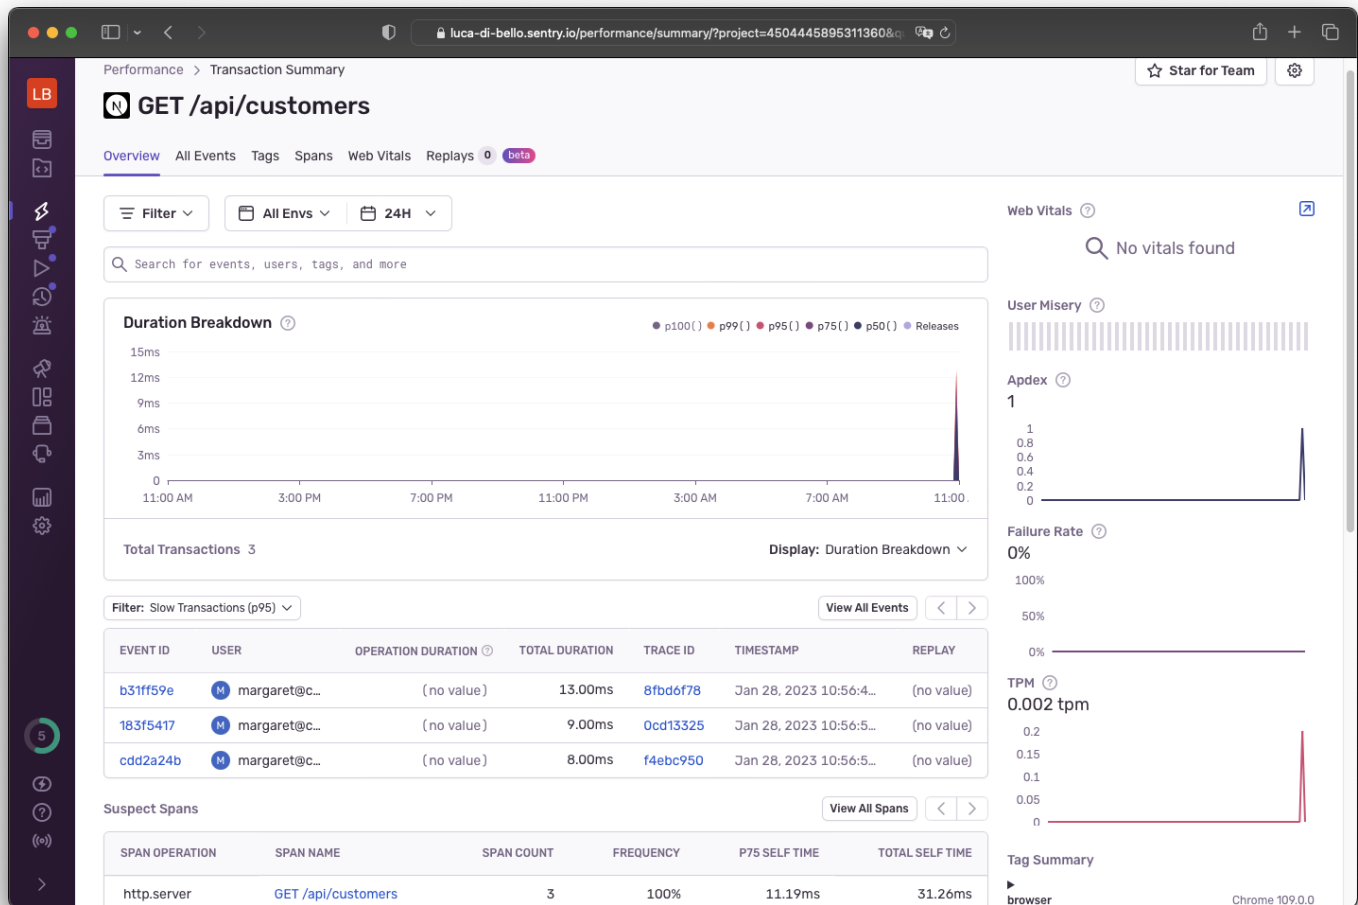 luca-di-bello.sentry.io/performance/summary/?project=4504445895311360&qu
LB
Performance > Transaction Summary
Star for Team
N GET /api/customers
Overview All Events Tags Spans Web Vitals Replays 0 beta
Filter
All Envs
24H
Search for events, users, tags, and more
Duration Breakdown ?
p100() p99() p95() p75() p50() Releases
15ms
12ms
9ms
6ms
3ms
0
11:00 AM 3:00 PM 7:00 PM 11:00 PM 3:00 AM 7:00 AM 11:00 .
Total Transactions 3
Display: Duration Breakdown
Filter: Slow Transactions (p95)
View All Events
EVENT ID USER OPERATION DURATION ? TOTAL DURATION TRACE ID TIMESTAMP REPLAY
b31ff59e M margaret@c... (no value) 13.00ms 8fbd6f78 Jan 28, 2023 10:56:4... (no value)
183f5417 M margaret@c... (no value) 9.00ms 0cd13325 Jan 28, 2023 10:56:5... (no value)
cdd2a24b M margaret@c... (no value) 8.00ms f4ebc950 Jan 28, 2023 10:56:5... (no value)
Suspect Spans
View All Spans
SPAN OPERATION SPAN NAME SPAN COUNT FREQUENCY P75 SELF TIME TOTAL SELF TIME
http.server GET /api/customers 3 100% 11.19ms 31.26ms
Web Vitals ?
No vitals found
User Misery ?
Apdex ?
1
1
0.8
0.6
0.4
0.2
0
Failure Rate ?
0%
100%
50%
0%
TPM ?
0.002 tpm
0.2
0.15
0.1
0.05
0
Tag Summary
browser Chrome 109.0.0
5
?